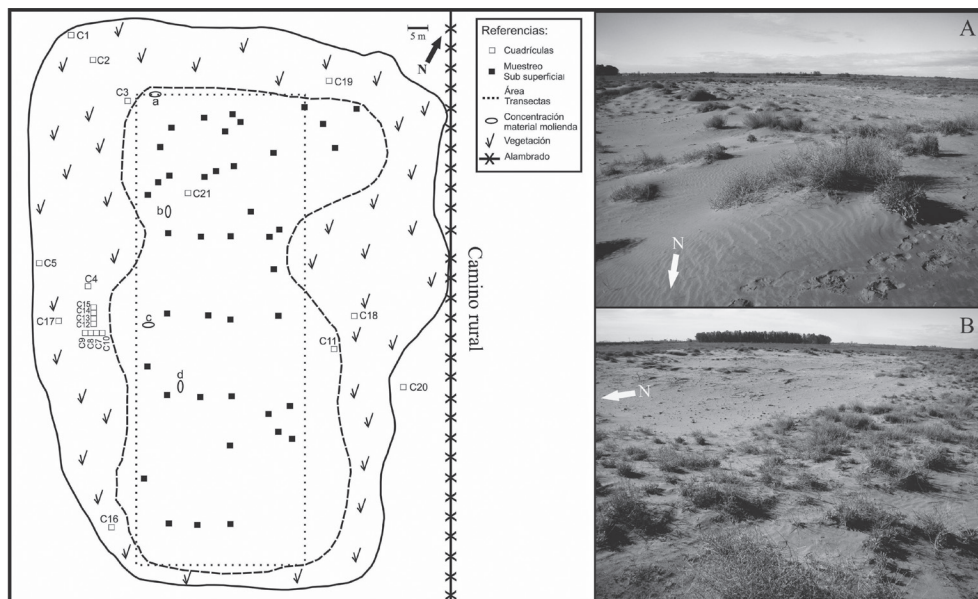 C1
C2
C3
a
C19
5 m
N
Referencias:
Cuadrículas
Muestreo
Sub superficial
Área
Transectas
Concentración
material molienda
Vegetación
Alambrado
C21
b
C5
C4
C15
C14
C13
C12
C17
C9
C8
C7
C10
c
C18
C11
d
C20
C16
Camino rural
A
N
B
N